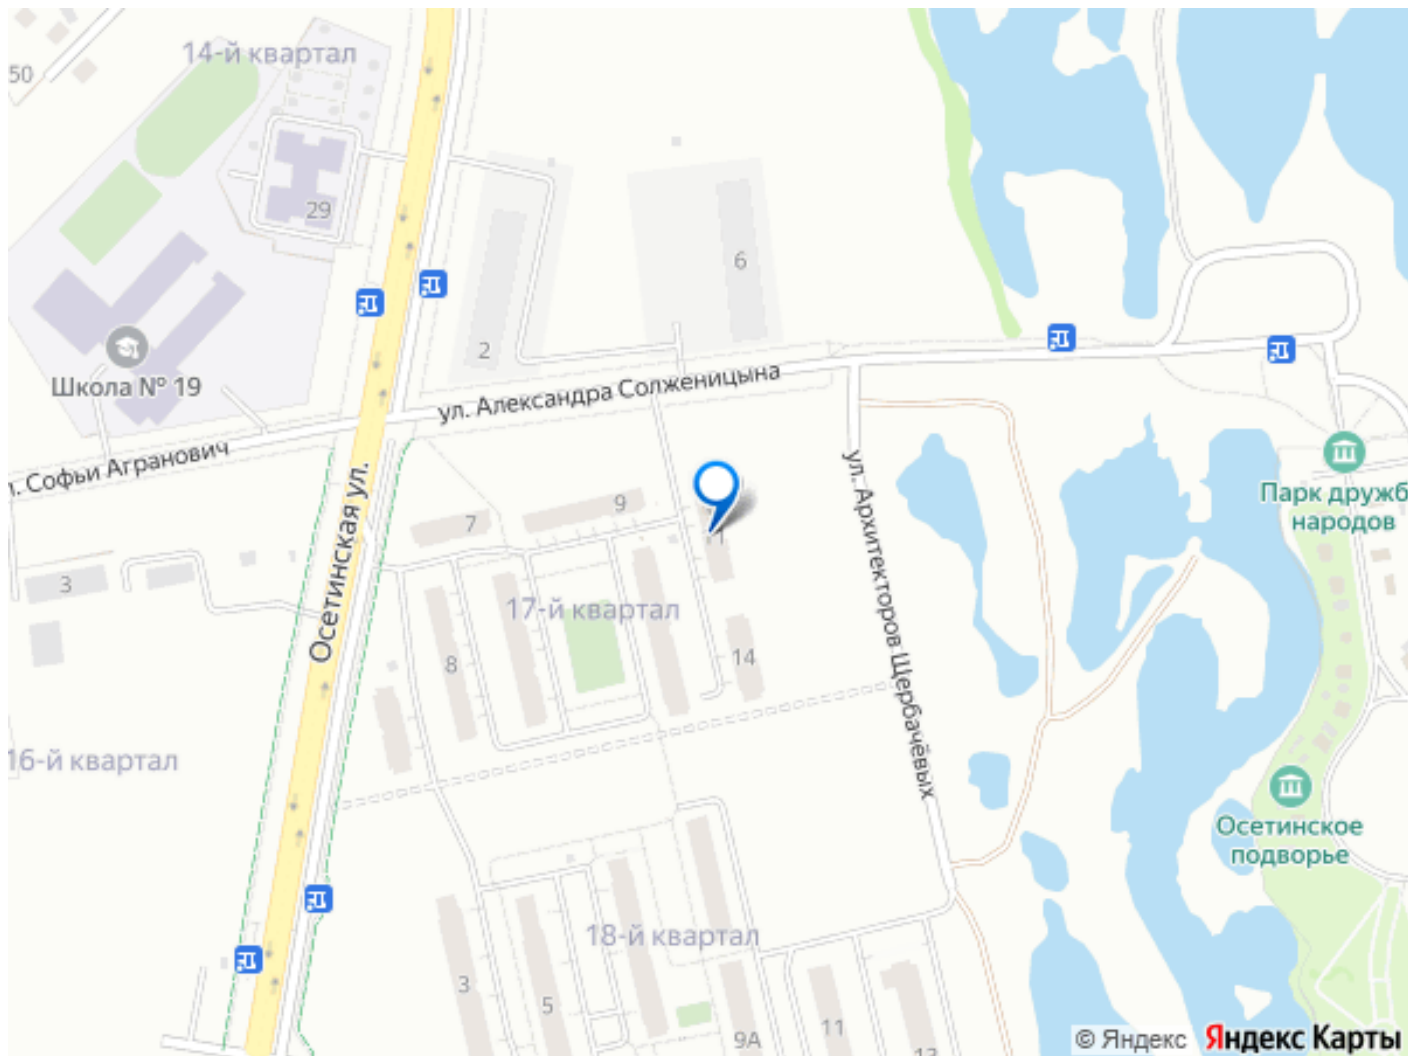 14-й квартал
50
29
6
2
Школа № 19
ул. Александра Солженицына
Софьи Агранович
Осетинская ул.
ул. Архитекторов Щербачёвых
Парк дружб
народов
7
9
3
17-й квартал
8
14
16-й квартал
Осетинское
подворье
18-й квартал
3
5
9А
11
© Яндекс Яндекс Карты